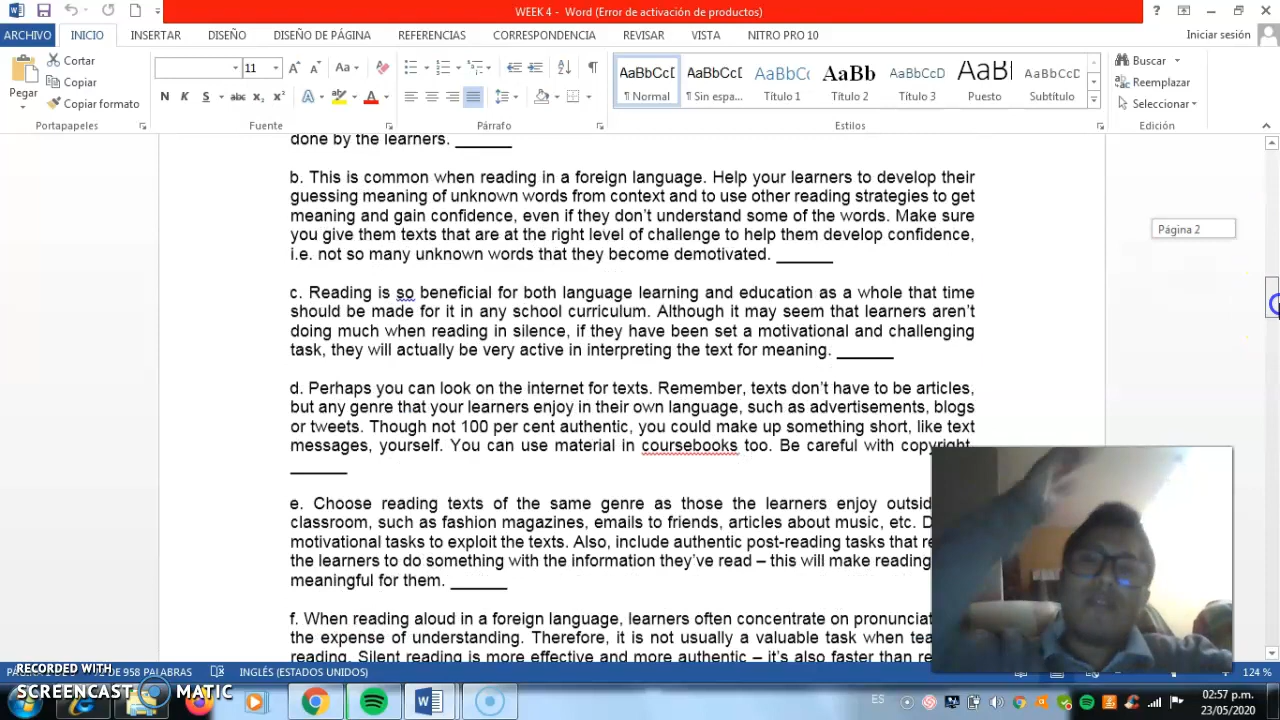 WEEK 4 - Word (Error de activación de productos)
ARCHIVO INICIO INSERTAR DISEÑO DISEÑO DE PÁGINA REFERENCIAS CORRESPONDENCIA REVISAR VISTA NITRO PRO 10 Iniciar sesión
Cortar
Copiar
Copiar formato
Pegar
Portapapeles
11
N K S abc x₂ x²
Fuente
Párrafo
AaBbCcD AaBbCcD AaBbCcD AaBb AaBbCcD AaBl AaBbCcD
¶ Normal ¶ Sin espa... Título 1 Título 2 Título 3 Puesto Subtítulo
Estilos
Buscar
Reemplazar
Seleccionar
Edición
Página 2
done by the learners. _______
b. This is common when reading in a foreign language. Help your learners to develop their
guessing meaning of unknown words from context and to use other reading strategies to get
meaning and gain confidence, even if they don't understand some of the words. Make sure
you give them texts that are at the right level of challenge to help them develop confidence,
i.e. not so many unknown words that they become demotivated. _______
c. Reading is so beneficial for both language learning and education as a whole that time
should be made for it in any school curriculum. Although it may seem that learners aren't
doing much when reading in silence, if they have been set a motivational and challenging
task, they will actually be very active in interpreting the text for meaning. _______
d. Perhaps you can look on the internet for texts. Remember, texts don't have to be articles,
but any genre that your learners enjoy in their own language, such as advertisements, blogs
or tweets. Though not 100 per cent authentic, you could make up something short, like text
messages, yourself. You can use material in coursebooks too. Be careful with copyright.
_______
e. Choose reading texts of the same genre as those the learners enjoy
classroom, such as fashion magazines, emails to friends, articles about music, etc.
motivational tasks to exploit the texts. Also, include authentic post-reading tasks that
the learners to do something with the information they've read – this will make reading
meaningful for them. _______
f. When reading aloud in a foreign language, learners often concentrate on
the expense of understanding. Therefore, it is not usually a valuable task when
reading. Silent reading is more effective and more authentic – it's also faster than
DE 958 PALABRAS INGLÉS (ESTADOS UNIDOS) 124 %
RECORDED WITH
SCREENCAST MATIC
ES
02:57 p.m.
23/05/2020